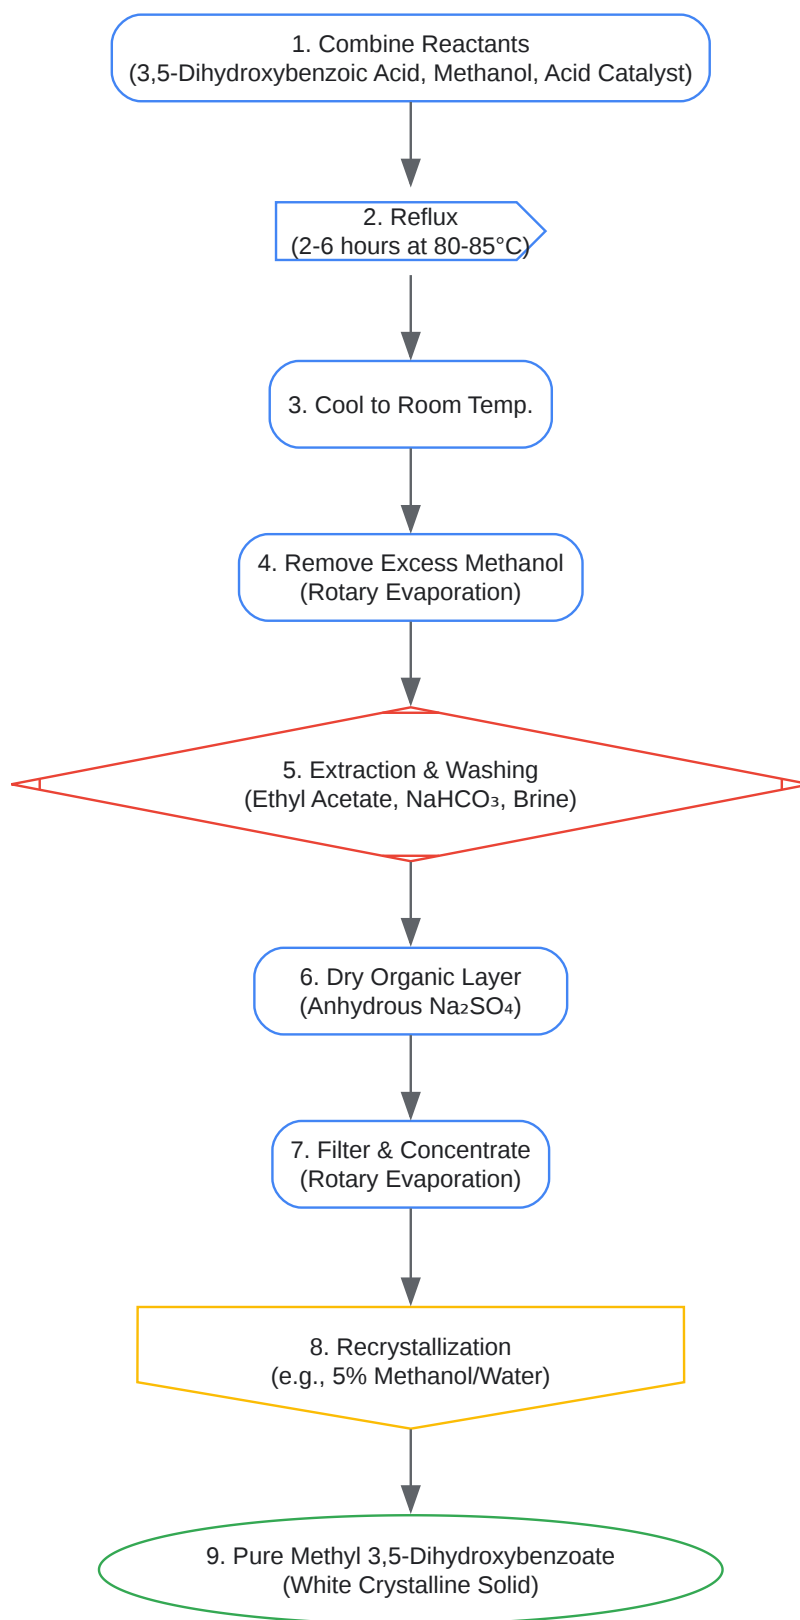 1. Combine Reactants
(3,5-Dihydroxybenzoic Acid, Methanol, Acid Catalyst)
2. Reflux
(2-6 hours at 80-85°C)
3. Cool to Room Temp.
4. Remove Excess Methanol
(Rotary Evaporation)
5. Extraction & Washing
(Ethyl Acetate, NaHCO₃, Brine)
6. Dry Organic Layer
(Anhydrous Na₂SO₄)
7. Filter & Concentrate
(Rotary Evaporation)
8. Recrystallization
(e.g., 5% Methanol/Water)
9. Pure Methyl 3,5-Dihydroxybenzoate
(White Crystalline Solid)